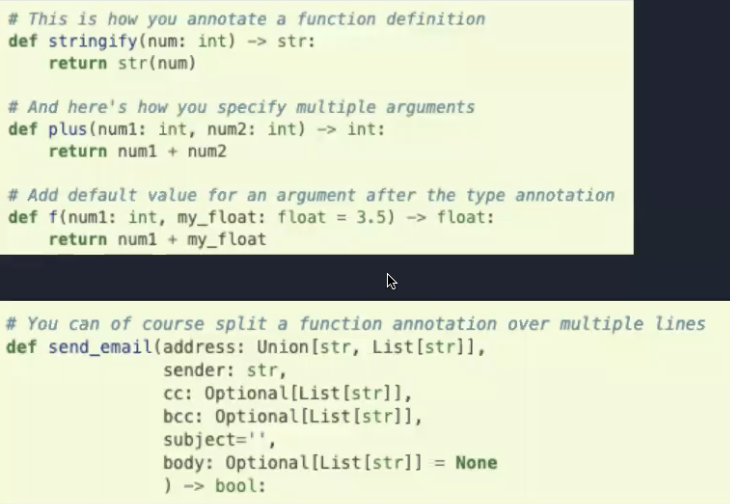 # This is how you annotate a function definition
def stringify(num: int) -> str:
    return str(num)
# And here's how you specify multiple arguments
def plus(num1: int, num2: int) -> int:
    return num1 + num2
# Add default value for an argument after the type annotation
def f(num1: int, my_float: float = 3.5) -> float:
    return num1 + my_float
# You can of course split a function annotation over multiple lines
def send_email(address: Union[str, List[str]],
               sender: str,
               cc: Optional[List[str]],
               bcc: Optional[List[str]],
               subject='',
               body: Optional[List[str]] = None
               ) -> bool: